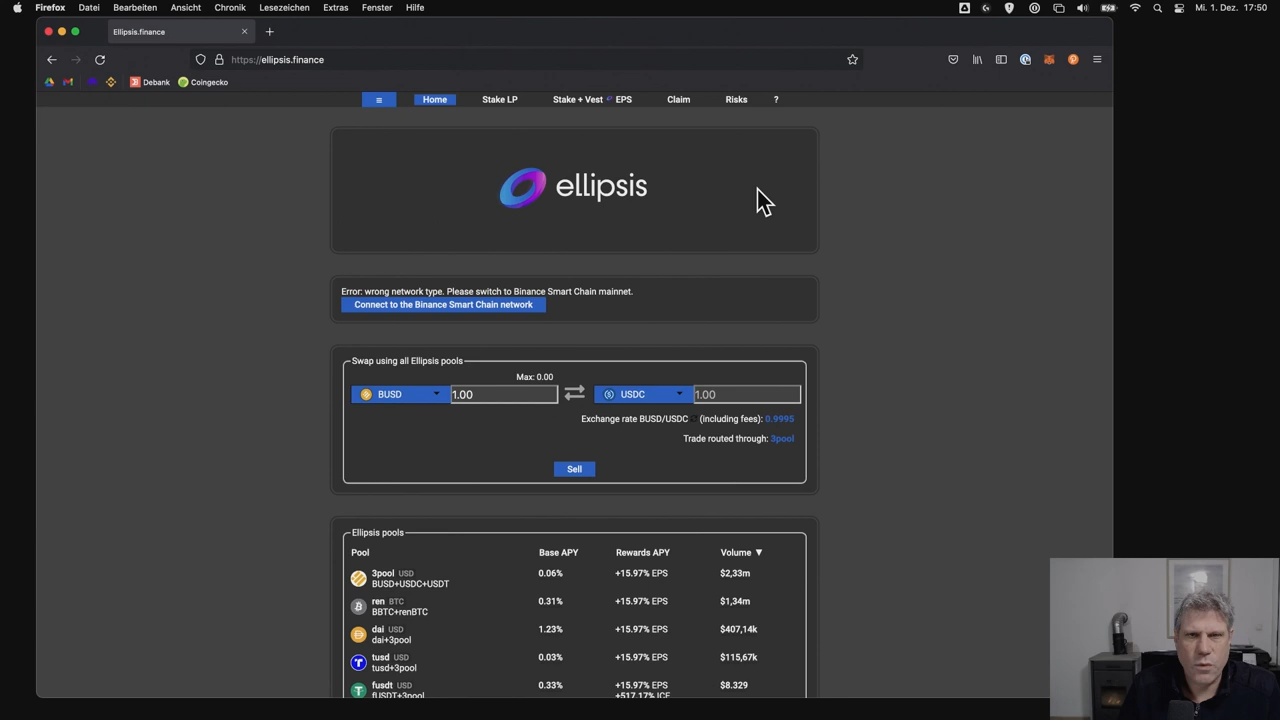 Firefox Datei Bearbeiten Ansicht Chronik Lesezeichen Extras Fenster Hilfe Mi. 1. Dez. 17:50
Ellipsis.finance
https://ellipsis.finance
Debank Coingecko
Home Stake LP Stake + Vest EPS Claim Risks ?
ellipsis
Error: wrong network type. Please switch to Binance Smart Chain mainnet.
Connect to the Binance Smart Chain network
Swap using all Ellipsis pools
Max: 0.00
BUSD 1.00 USDC 1.00
Exchange rate BUSD/USDC (including fees): 0.9995
Trade routed through: 3pool
Sell
Ellipsis pools
Pool Base APY Rewards APY Volume ▼
3pool USD 0.06% +15.97% EPS $2,33m
BUSD+USDC+USDT
ren BTC 0.31% +15.97% EPS $1,34m
BBTC+renBTC
dai USD 1.23% +15.97% EPS $407,14k
dai+3pool
tusd USD 0.03% +15.97% EPS $115,67k
tusd+3pool
fusdt USD 0.33% +15.97% EPS $8.329
fUSDT+3pool +517.17% ICE